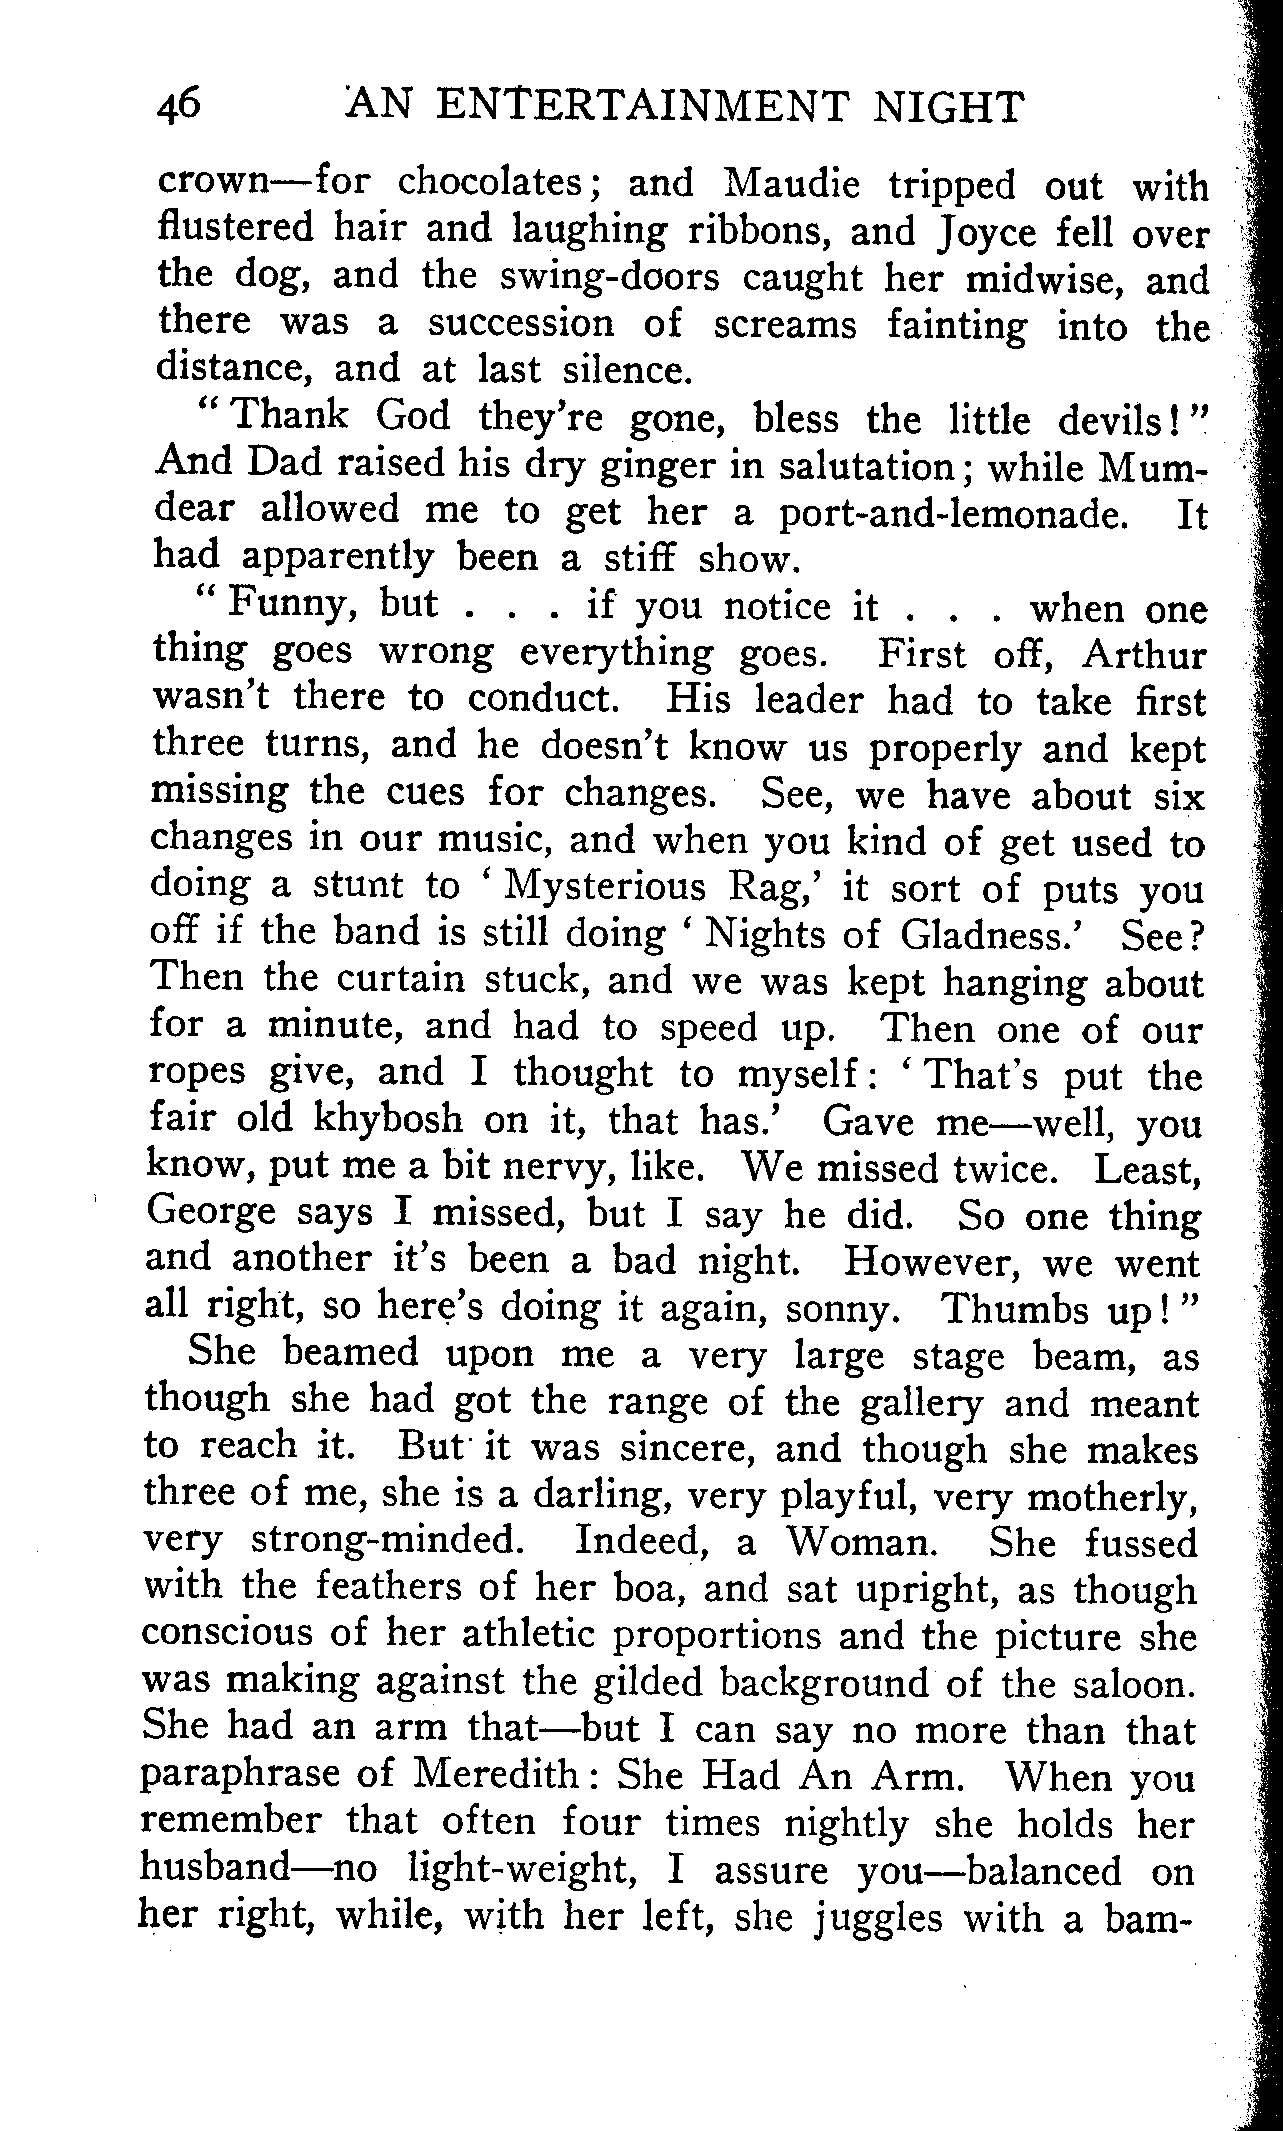 46 AN ENTERTAINMENT NIGHT
crown—for chocolates; and Maudie tripped out with
flustered hair and laughing ribbons, and Joyce fell over
the dog, and the swing-doors caught her midwise, and
there was a succession of screams fainting into the
distance, and at last silence.
“ Thank God they're gone, bless the little devils! ”
And Dad raised his dry ginger in salutation; while Mum-
dear allowed me to get her a port-and-lemonade. It
had apparently been a stiff show.
“ Funny, but . . . if you notice it . . . when one
thing goes wrong everything goes. First off, Arthur
wasn't there to conduct. His leader had to take first
three turns, and he doesn't know us properly and kept
missing the cues for changes. See, we have about six
changes in our music, and when you kind of get used to
doing a stunt to ‘ Mysterious Rag,’ it sort of puts you
off if the band is still doing ‘ Nights of Gladness.’ See?
Then the curtain stuck, and we was kept hanging about
for a minute, and had to speed up. Then one of our
ropes give, and I thought to myself: ‘ That's put the
fair old khybosh on it, that has.’ Gave me—well, you
know, put me a bit nervy, like. We missed twice. Least,
George says I missed, but I say he did. So one thing
and another it's been a bad night. However, we went
all right, so here's doing it again, sonny. Thumbs up! ”
She beamed upon me a very large stage beam, as
though she had got the range of the gallery and meant
to reach it. But it was sincere, and though she makes
three of me, she is a darling, very playful, very motherly,
very strong-minded. Indeed, a Woman. She fussed
with the feathers of her boa, and sat upright, as though
conscious of her athletic proportions and the picture she
was making against the gilded background of the saloon.
She had an arm that—but I can say no more than that
paraphrase of Meredith: She Had An Arm. When you
remember that often four times nightly she holds her
husband—no light-weight, I assure you—balanced on
her right, while, with her left, she juggles with a bam-